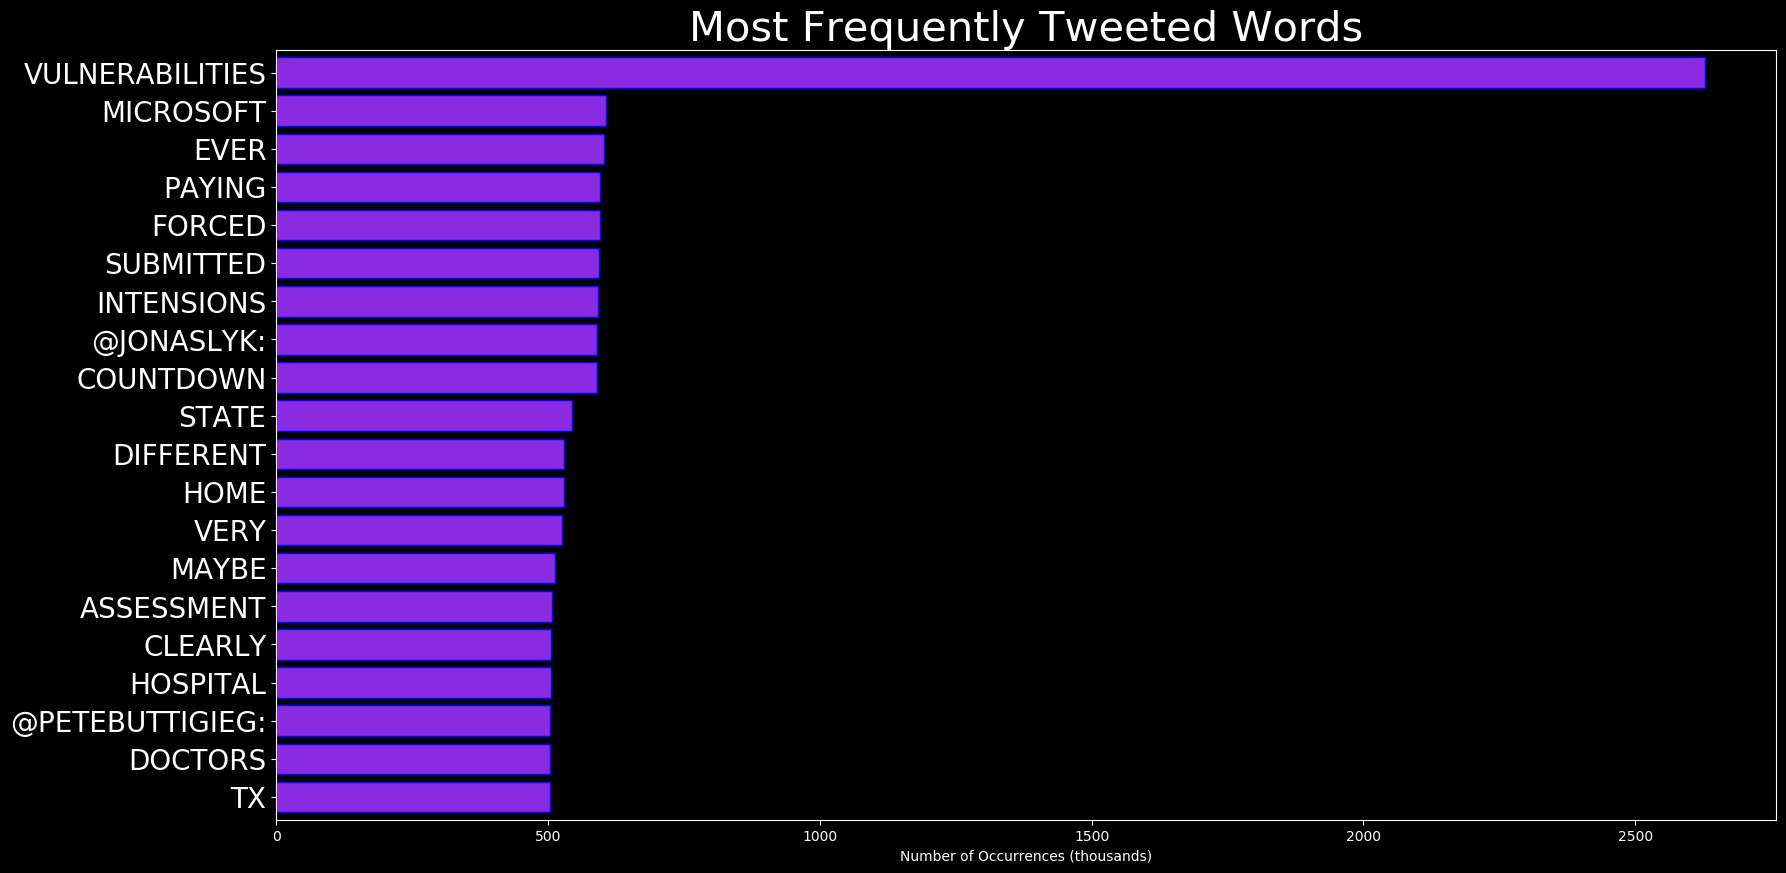 Most Frequently Tweeted Words
VULNERABILITIES
MICROSOFT
EVER
PAYING
FORCED
SUBMITTED
INTENSIONS
@JONASLYK:
COUNTDOWN
STATE
DIFFERENT
HOME
VERY
MAYBE
ASSESSMENT
CLEARLY
HOSPITAL
@PETEBUTTIGIEG:
DOCTORS
TX
0 500 1000 1500 2000 2500
Number of Occurrences (thousands)